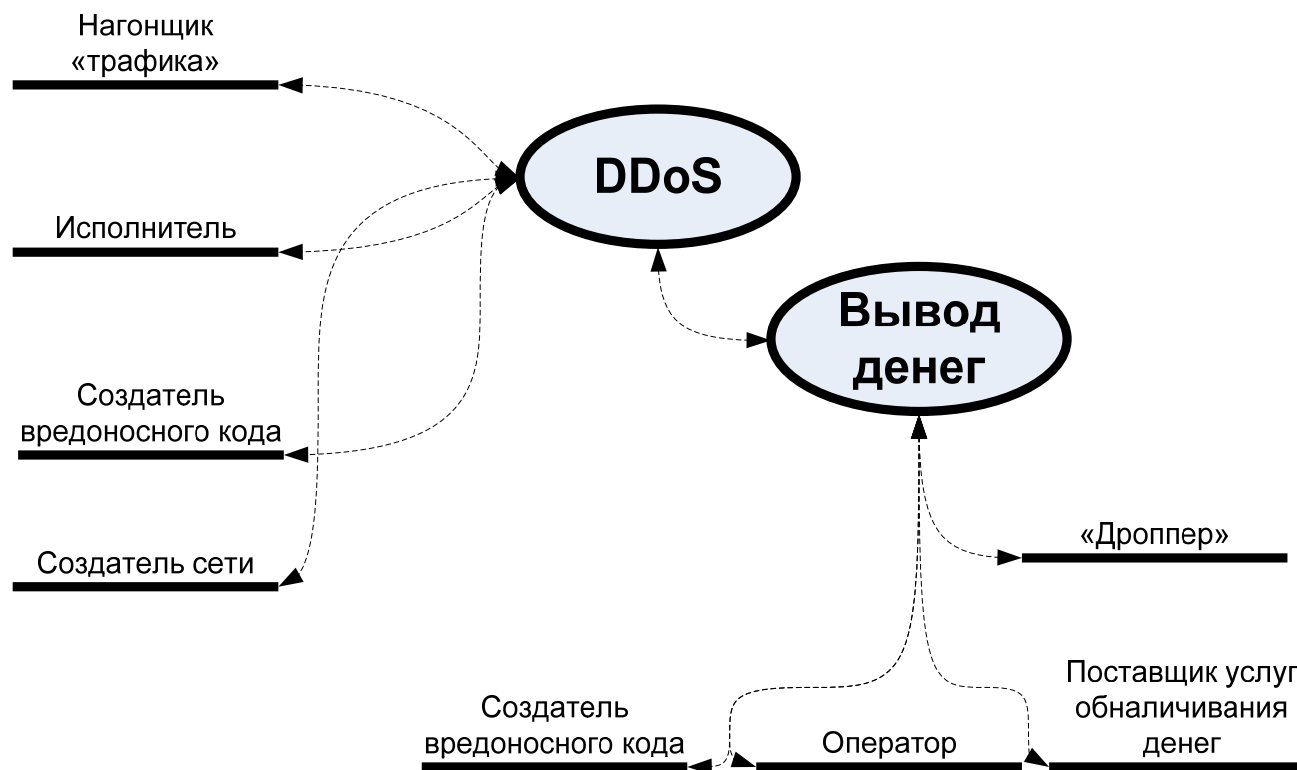 Нагонщик
«трафика»
DDoS
Исполнитель
Вывод
денег
Создатель
вредоносного кода
«Дроппер»
Создатель сети
Поставщик услуг
обналичивания
денег
Создатель
вредоносного кода
Оператор